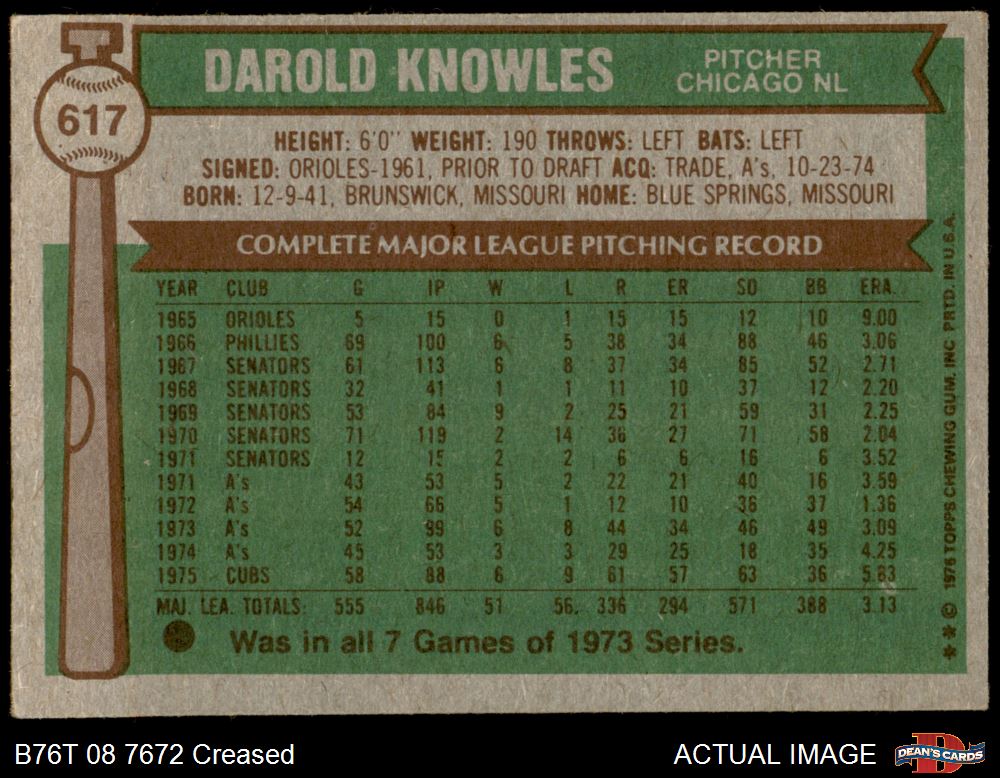 617
DAROLD KNOWLES
PITCHER
CHICAGO NL
HEIGHT: 6'0" WEIGHT: 190 THROWS: LEFT BATS: LEFT
SIGNED: ORIOLES-1961, PRIOR TO DRAFT ACQ: TRADE, A's, 10-23-74
BORN: 12-9-41, BRUNSWICK, MISSOURI HOME: BLUE SPRINGS, MISSOURI
COMPLETE MAJOR LEAGUE PITCHING RECORD
YEAR CLUB G IP W L R ER SO BB ERA
1965 ORIOLES 5 15 0 1 15 15 12 10 9.00
1966 PHILLIES 69 100 6 5 38 34 88 46 3.06
1967 SENATORS 61 113 6 8 37 34 85 52 2.71
1968 SENATORS 32 41 1 1 11 10 37 12 2.20
1969 SENATORS 53 84 9 2 25 21 59 31 2.25
1970 SENATORS 71 119 2 14 36 27 71 58 2.04
1971 SENATORS 12 15 2 2 6 6 16 6 3.52
1971 A's 43 53 5 2 22 21 40 16 3.59
1972 A's 54 66 5 1 12 10 36 37 1.36
1973 A's 52 99 6 8 44 34 46 49 3.09
1974 A's 45 53 3 3 29 25 18 35 4.25
1975 CUBS 58 88 6 9 61 57 63 36 5.83
MAJ. LEA. TOTALS: 555 846 51 56 336 294 571 388 3.13
Was in all 7 Games of 1973 Series.
** © 1976 TOPPS CHEWING GUM, INC PRTD. IN U.S.A.
B76T 08 7672 Creased
ACTUAL IMAGE
DEAN'S CARDS